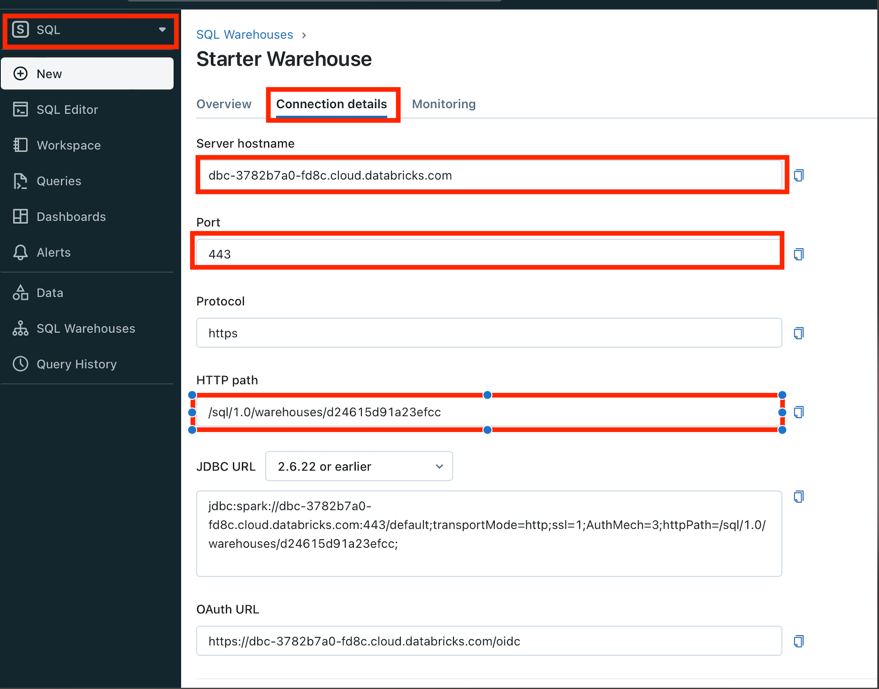 S SQL
New
SQL Editor
Workspace
Queries
Dashboards
Alerts
Data
SQL Warehouses
Query History
SQL Warehouses ›
Starter Warehouse
Overview Connection details Monitoring
Server hostname
dbc-3782b7a0-fd8c.cloud.databricks.com
Port
443
Protocol
https
HTTP path
/sql/1.0/warehouses/d24615d91a23efcc
JDBC URL 2.6.22 or earlier
jdbc:spark://dbc-3782b7a0-
fd8c.cloud.databricks.com:443/default;transportMode=http;ssl=1;AuthMech=3;httpPath=/sql/1.0/
warehouses/d24615d91a23efcc;
OAuth URL
https://dbc-3782b7a0-fd8c.cloud.databricks.com/oidc